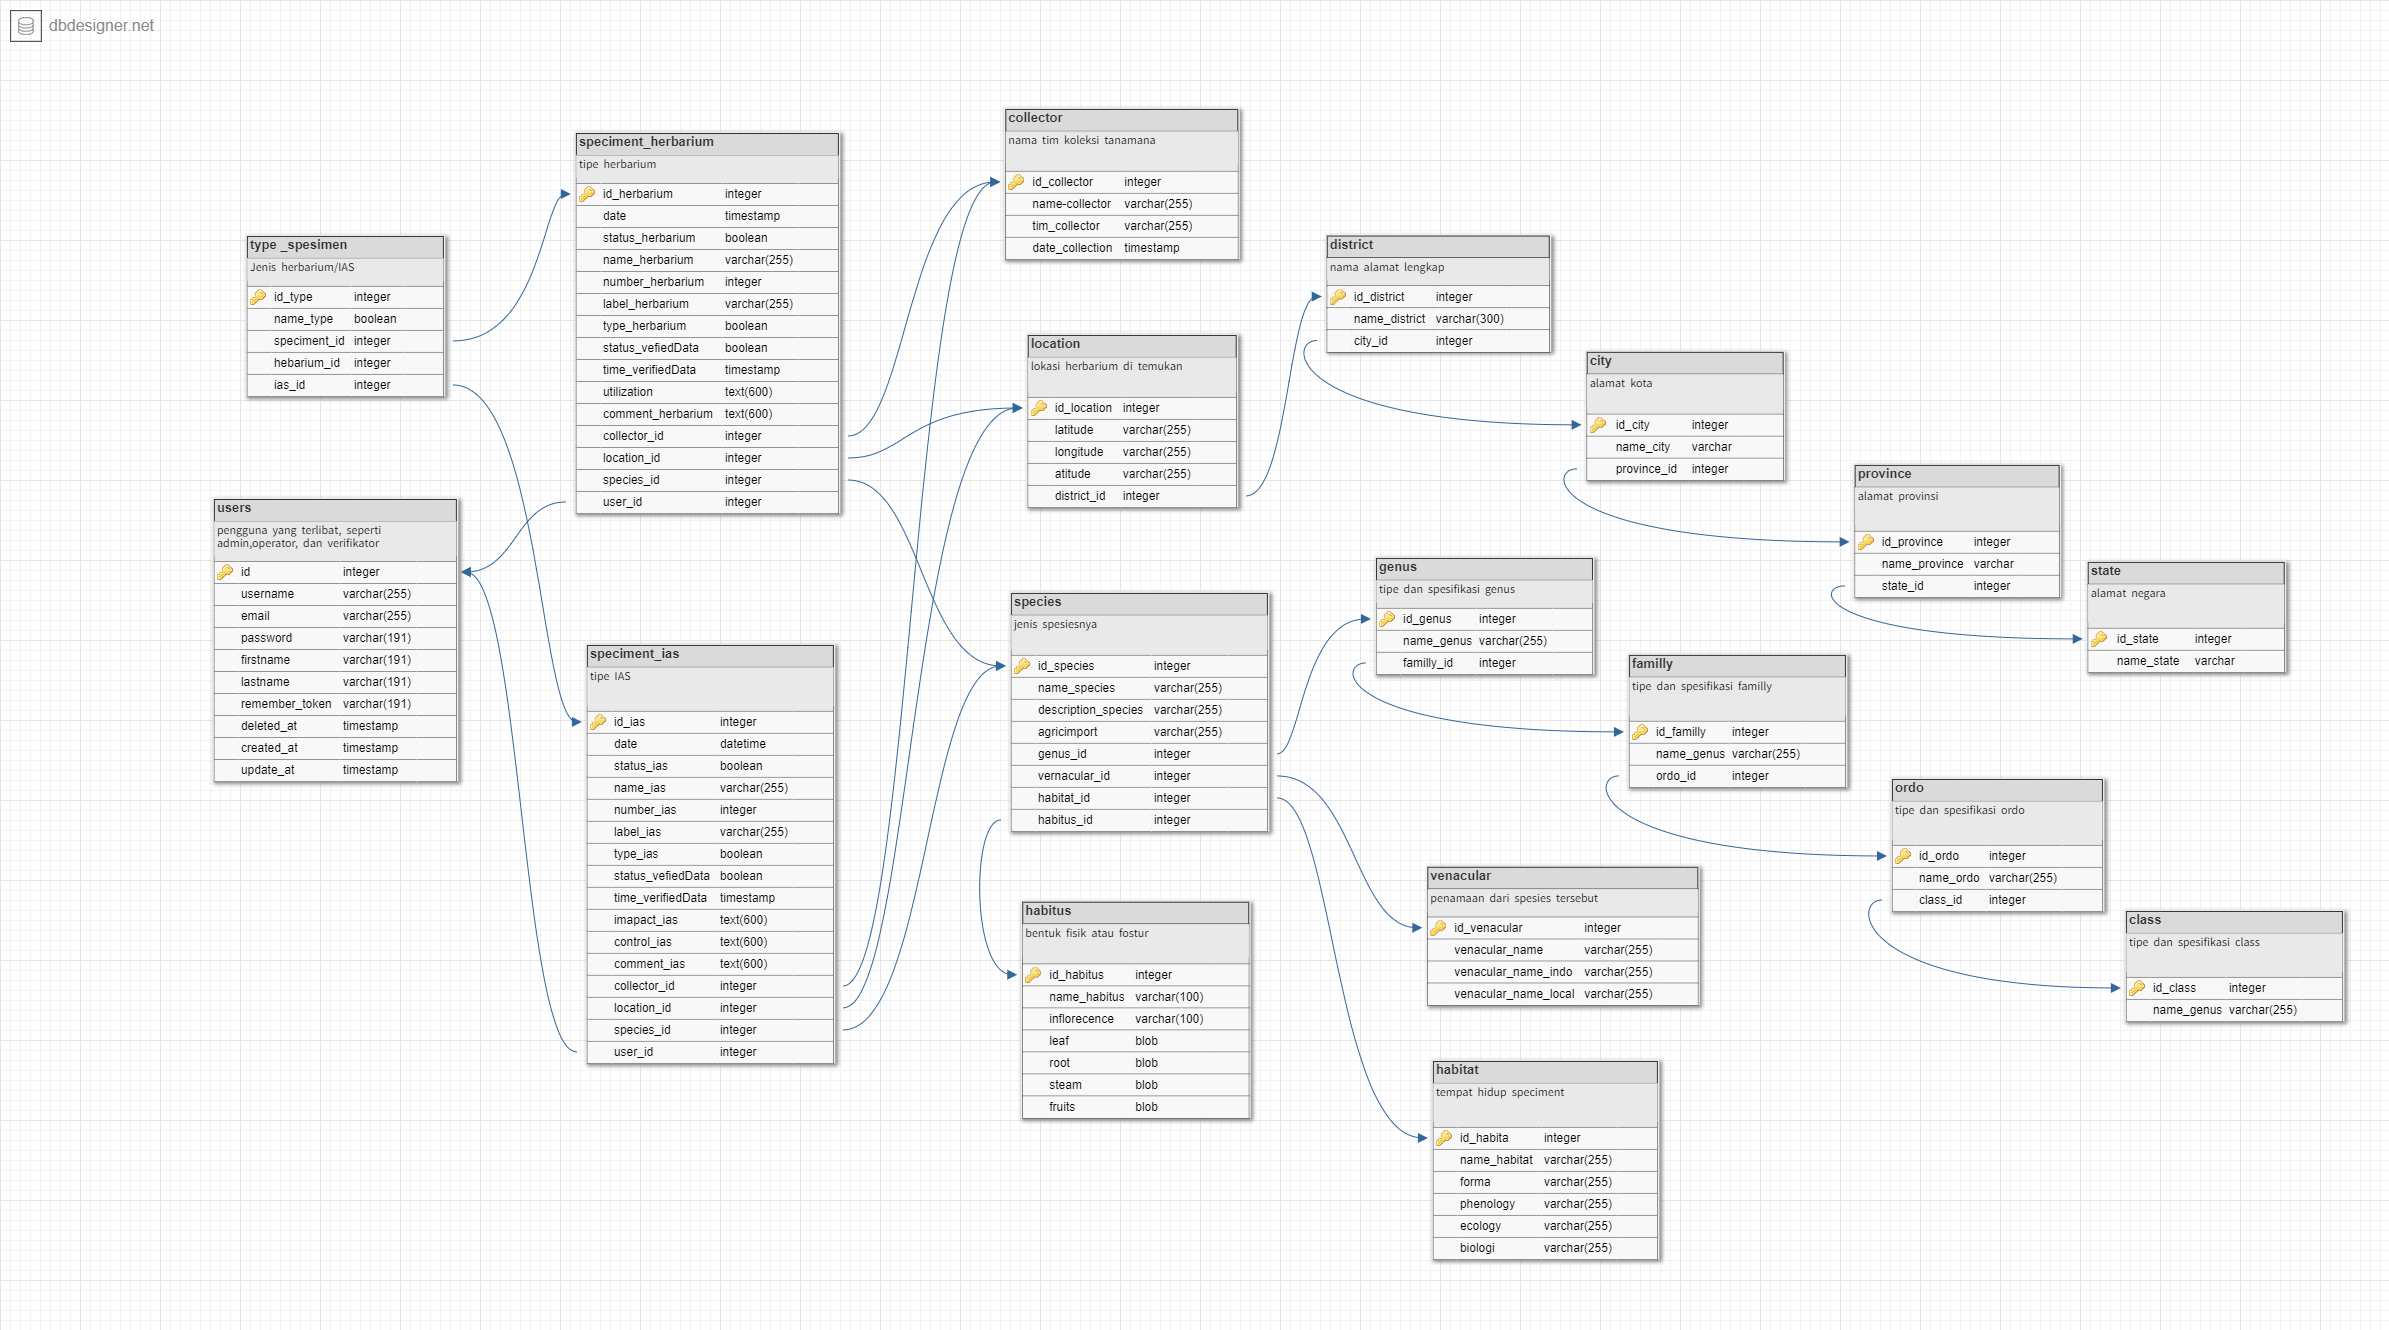 dbdesigner.net
type _spesimen
Jenis herbarium/IAS
id_type integer
name_type boolean
speciment_id integer
hebarium_id integer
ias_id integer
users
pengguna yang terlibat, seperti
admin,operator, dan verifikator
id integer
username varchar(255)
email varchar(255)
password varchar(191)
firstname varchar(191)
lastname varchar(191)
remember_token varchar(191)
deleted_at timestamp
created_at timestamp
update_at timestamp
speciment_herbarium
tipe herbarium
id_herbarium integer
date timestamp
status_herbarium boolean
name_herbarium varchar(255)
number_herbarium integer
label_herbarium varchar(255)
type_herbarium boolean
status_vefiedData boolean
time_verifiedData timestamp
utilization text(600)
comment_herbarium text(600)
collector_id integer
location_id integer
species_id integer
user_id integer
speciment_ias
tipe IAS
id_ias integer
date datetime
status_ias boolean
name_ias varchar(255)
number_ias integer
label_ias varchar(255)
type_ias boolean
status_vefiedData boolean
time_verifiedData timestamp
imapact_ias text(600)
control_ias text(600)
comment_ias text(600)
collector_id integer
location_id integer
species_id integer
user_id integer
collector
nama tim koleksi tanamana
id_collector integer
name-collector varchar(255)
tim_collector varchar(255)
date_collection timestamp
location
lokasi herbarium di temukan
id_location integer
latitude varchar(255)
longitude varchar(255)
atitude varchar(255)
district_id integer
species
jenis spesiesnya
id_species integer
name_species varchar(255)
description_species varchar(255)
agricimport varchar(255)
genus_id integer
vernacular_id integer
habitat_id integer
habitus_id integer
habitus
bentuk fisik atau fostur
id_habitus integer
name_habitus varchar(100)
inflorecence varchar(100)
leaf blob
root blob
steam blob
fruits blob
district
nama alamat lengkap
id_district integer
name_district varchar(300)
city_id integer
city
alamat kota
id_city integer
name_city varchar
province_id integer
province
alamat provinsi
id_province integer
name_province varchar
state_id integer
state
alamat negara
id_state integer
name_state varchar
genus
tipe dan spesifikasi genus
id_genus integer
name_genus varchar(255)
familly_id integer
familly
tipe dan spesifikasi familly
id_familly integer
name_genus varchar(255)
ordo_id integer
ordo
tipe dan spesifikasi ordo
id_ordo integer
name_ordo varchar(255)
class_id integer
class
tipe dan spesifikasi class
id_class integer
name_genus varchar(255)
venacular
penamaan dari spesies tersebut
id_venacular integer
venacular_name varchar(255)
venacular_name_indo varchar(255)
venacular_name_local varchar(255)
habitat
tempat hidup speciment
id_habita integer
name_habitat varchar(255)
forma varchar(255)
phenology varchar(255)
ecology varchar(255)
biologi varchar(255)